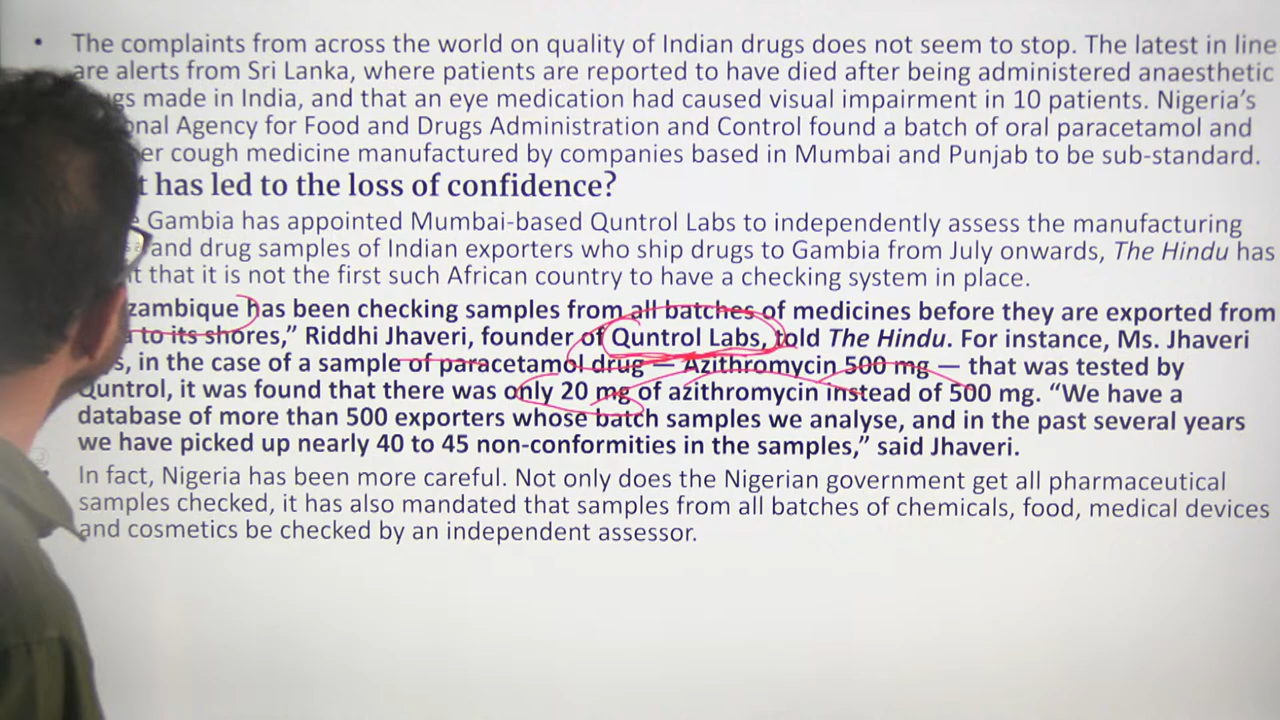 • The complaints from across the world on quality of Indian drugs does not seem to stop. The latest in line
are alerts from Sri Lanka, where patients are reported to have died after being administered anaesthetic
gs made in India, and that an eye medication had caused visual impairment in 10 patients. Nigeria’s
onal Agency for Food and Drugs Administration and Control found a batch of oral paracetamol and
er cough medicine manufactured by companies based in Mumbai and Punjab to be sub-standard.
t has led to the loss of confidence?
Gambia has appointed Mumbai-based Quntrol Labs to independently assess the manufacturing
and drug samples of Indian exporters who ship drugs to Gambia from July onwards, The Hindu has
t that it is not the first such African country to have a checking system in place.
zambique has been checking samples from all batches of medicines before they are exported from
to its shores,” Riddhi Jhaveri, founder of Quntrol Labs, told The Hindu. For instance, Ms. Jhaveri
s, in the case of a sample of paracetamol drug — Azithromycin 500 mg — that was tested by
Quntrol, it was found that there was only 20 mg of azithromycin instead of 500 mg. “We have a
database of more than 500 exporters whose batch samples we analyse, and in the past several years
we have picked up nearly 40 to 45 non-conformities in the samples,” said Jhaveri.
In fact, Nigeria has been more careful. Not only does the Nigerian government get all pharmaceutical
samples checked, it has also mandated that samples from all batches of chemicals, food, medical devices
and cosmetics be checked by an independent assessor.